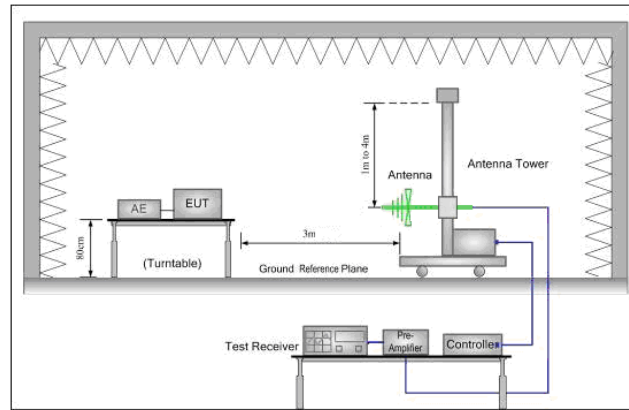 1m to 4m
Antenna
Antenna Tower
AE
EUT
80cm
(Turntable)
3m
Ground Reference Plane
Test Receiver
Pre-
Amplifier
Controller